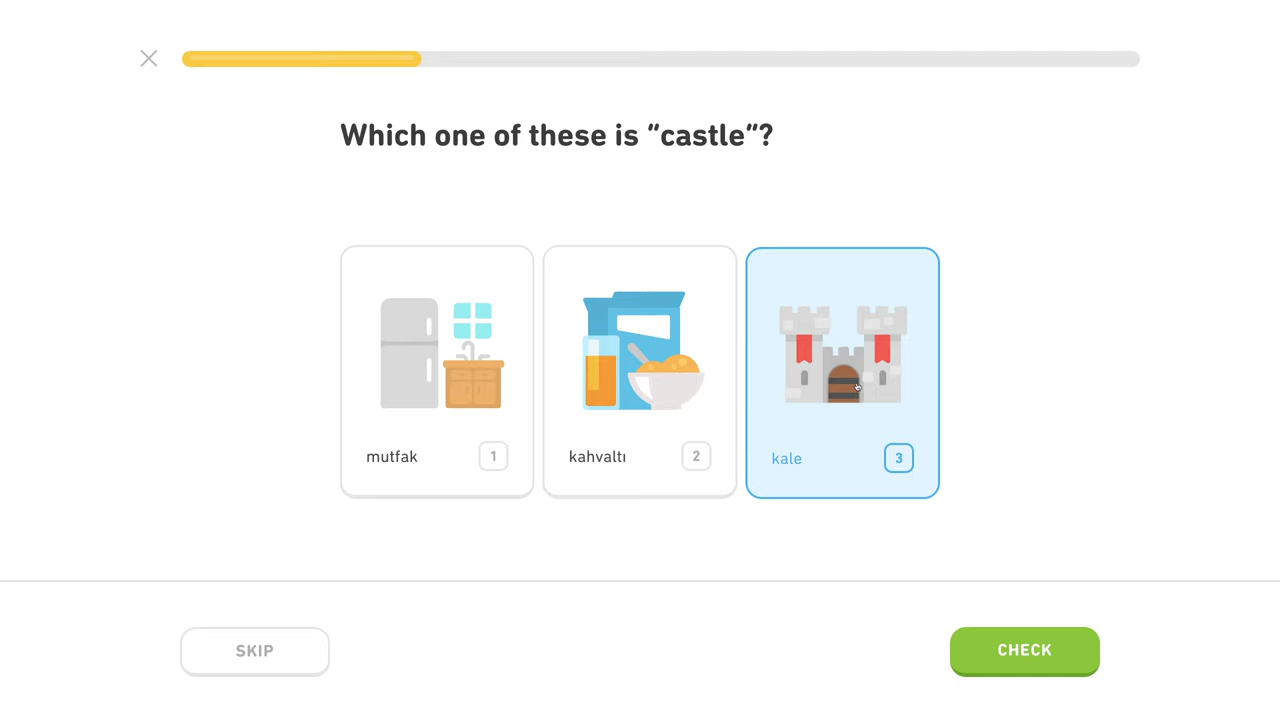 Which one of these is “castle”?
mutfak 1
kahvaltı 2
kale 3
SKIP
CHECK